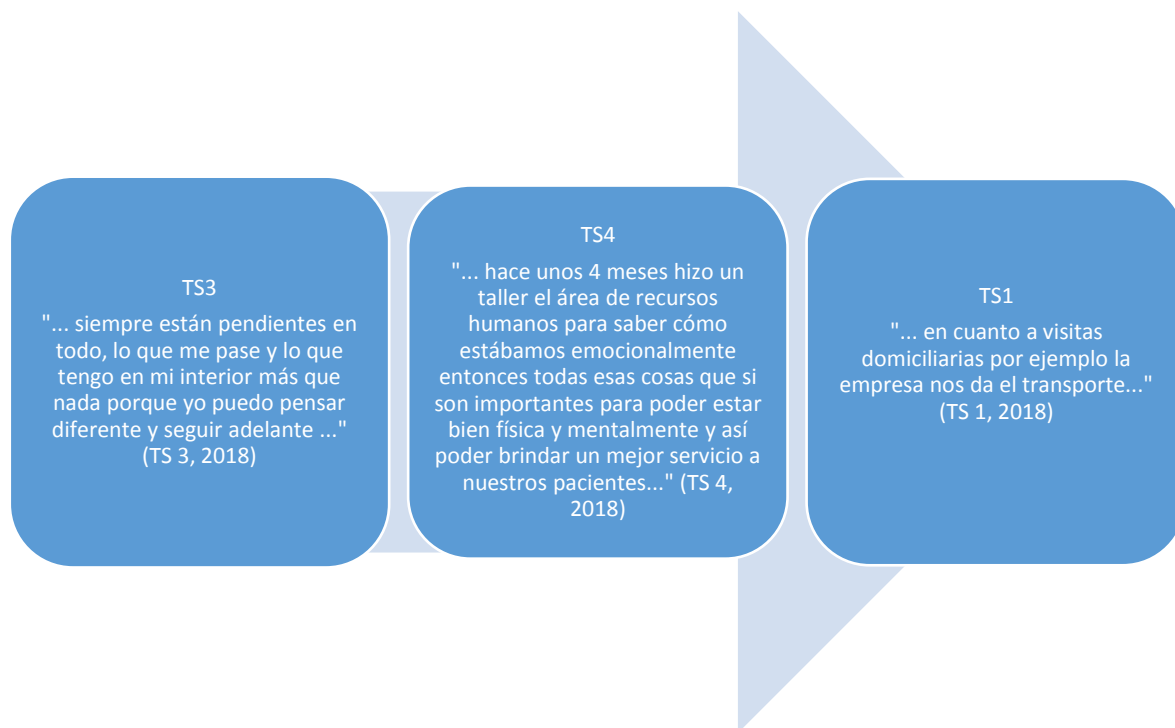 TS3
"... siempre están pendientes en
todo, lo que me pase y lo que
tengo en mi interior más que
nada porque yo puedo pensar
diferente y seguir adelante ..."
(TS 3, 2018)
TS4
"... hace unos 4 meses hizo un
taller el área de recursos
humanos para saber cómo
estábamos emocionalmente
entonces todas esas cosas que si
son importantes para poder estar
bien física y mentalmente y así
poder brindar un mejor servicio a
nuestros pacientes..." (TS 4,
2018)
TS1
"... en cuanto a visitas
domiciliarias por ejemplo la
empresa nos da el transporte..."
(TS 1, 2018)